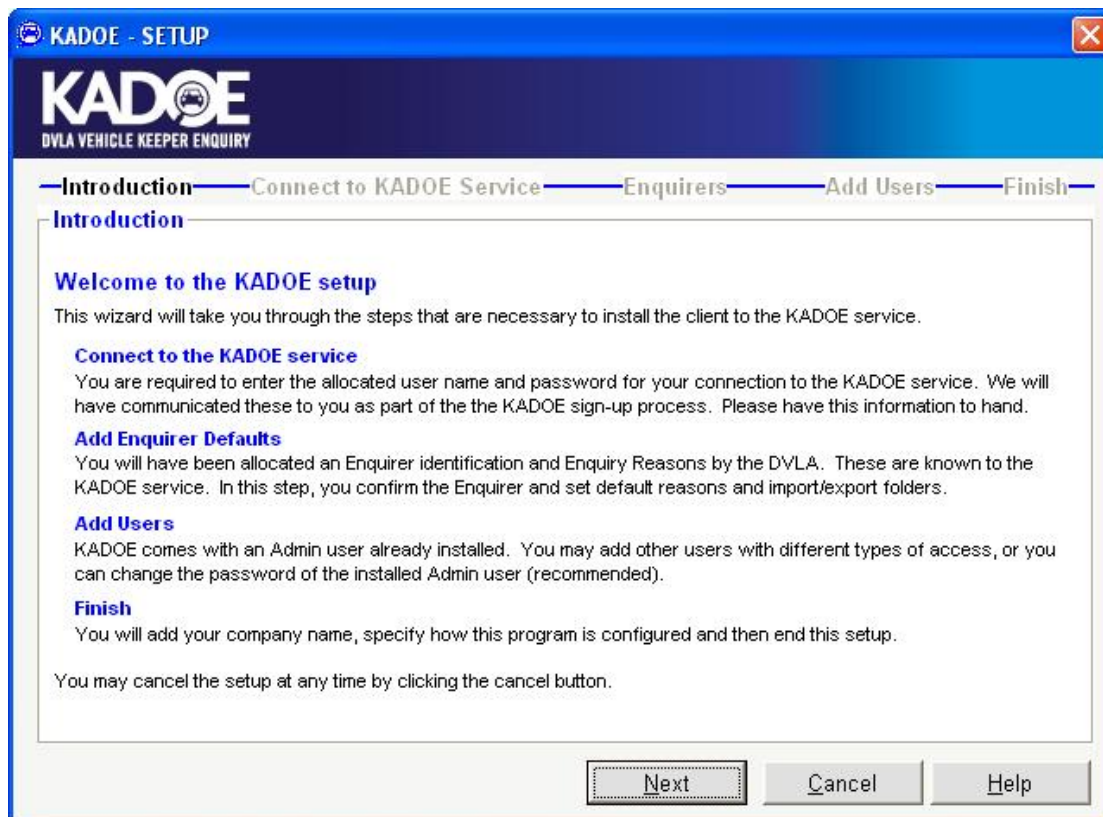 KADOE - SETUP
KADOE
DVLA VEHICLE KEEPER ENQUIRY
Introduction Connect to KADOE Service Enquirers Add Users Finish
Introduction
Welcome to the KADOE setup
This wizard will take you through the steps that are necessary to install the client to the KADOE service.
Connect to the KADOE service
You are required to enter the allocated user name and password for your connection to the KADOE service. We will
have communicated these to you as part of the the KADOE sign-up process. Please have this information to hand.
Add Enquirer Defaults
You will have been allocated an Enquirer identification and Enquiry Reasons by the DVLA. These are known to the
KADOE service. In this step, you confirm the Enquirer and set default reasons and import/export folders.
Add Users
KADOE comes with an Admin user already installed. You may add other users with different types of access, or you
can change the password of the installed Admin user (recommended).
Finish
You will add your company name, specify how this program is configured and then end this setup.
You may cancel the setup at any time by clicking the cancel button.
Next Cancel Help